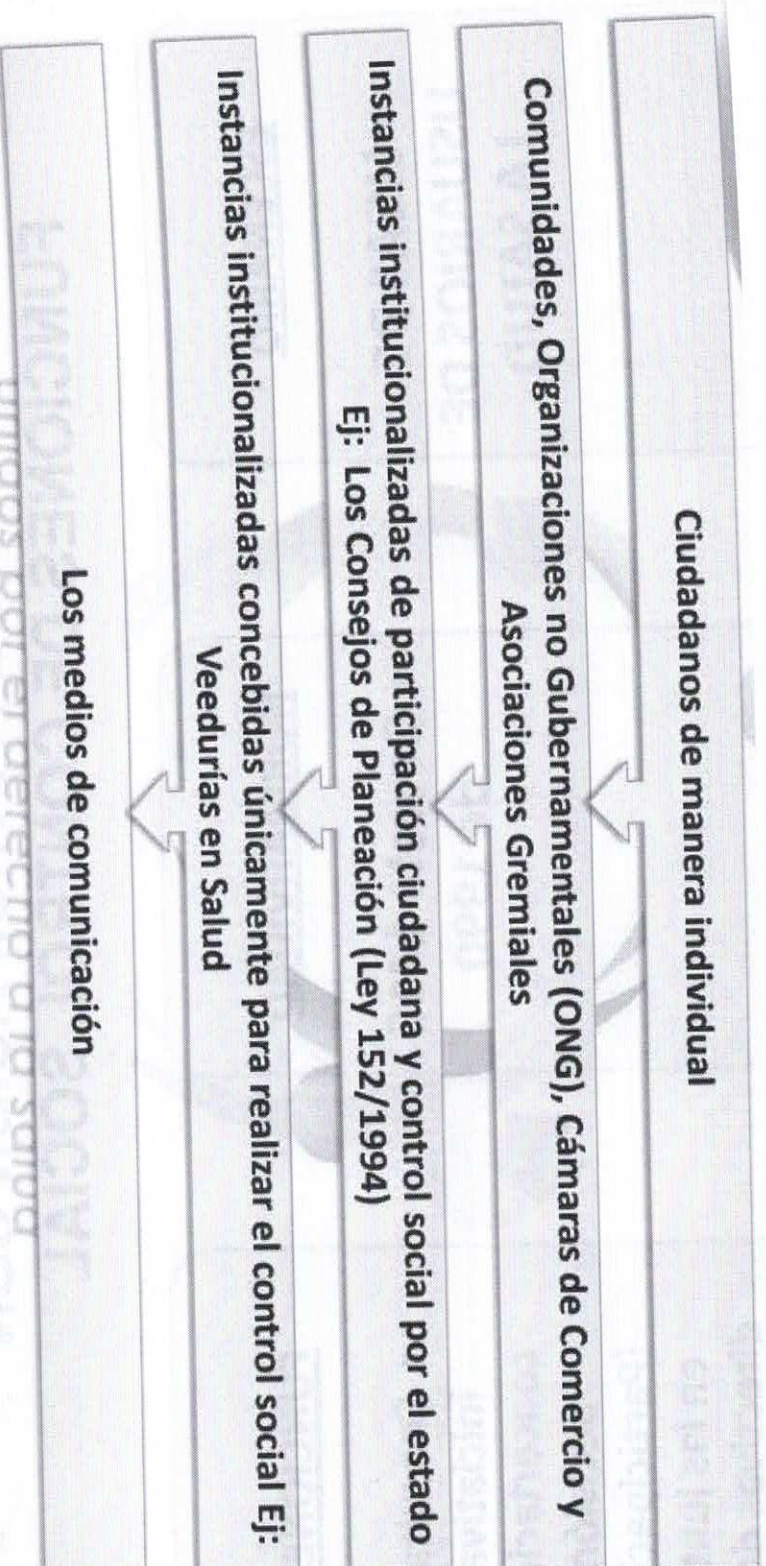 Ciudadanos de manera individual
Comunidades, Organizaciones no Gubernamentales (ONG), Cámaras de Comercio y
Asociaciones Gremiales
Instancias institucionalizadas de participación ciudadana y control social por el estado
Ej:  Los Consejos de Planeación (Ley 152/1994)
Instancias institucionalizadas concebidas únicamente para realizar el control social Ej:
Veedurías en Salud
Los medios de comunicación